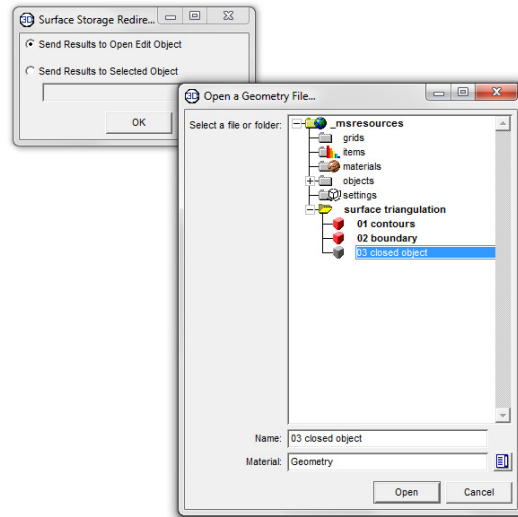 Surface Storage Redire...
Send Results to Open Edit Object
Send Results to Selected Object
OK
Open a Geometry File...
Select a file or folder:
_msresources
grids
items
materials
objects
settings
surface triangulation
01 contours
02 boundary
03 closed object
Name: 03 closed object
Material: Geometry
Open Cancel